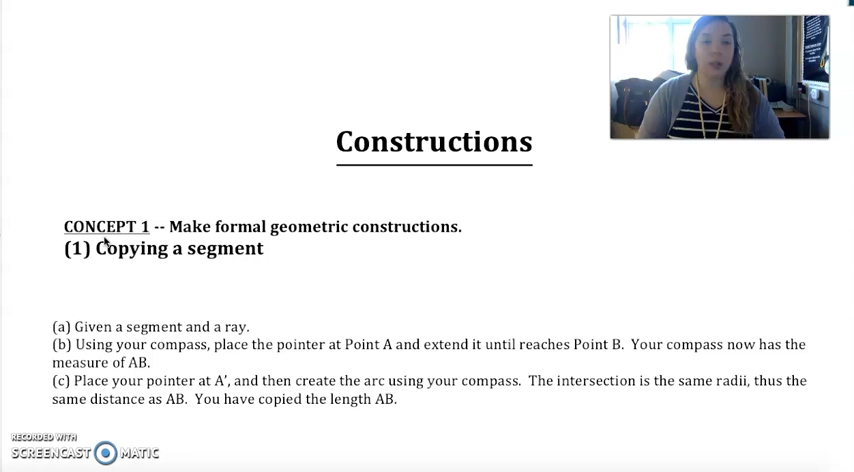 Constructions
CONCEPT 1 -- Make formal geometric constructions.
(1) Copying a segment
(a) Given a segment and a ray.
(b) Using your compass, place the pointer at Point A and extend it until reaches Point B.  Your compass now has the
measure of AB.
(c) Place your pointer at A’, and then create the arc using your compass.  The intersection is the same radii, thus the
same distance as AB.  You have copied the length AB.
RECORDED WITH
SCREENCAST MATIC